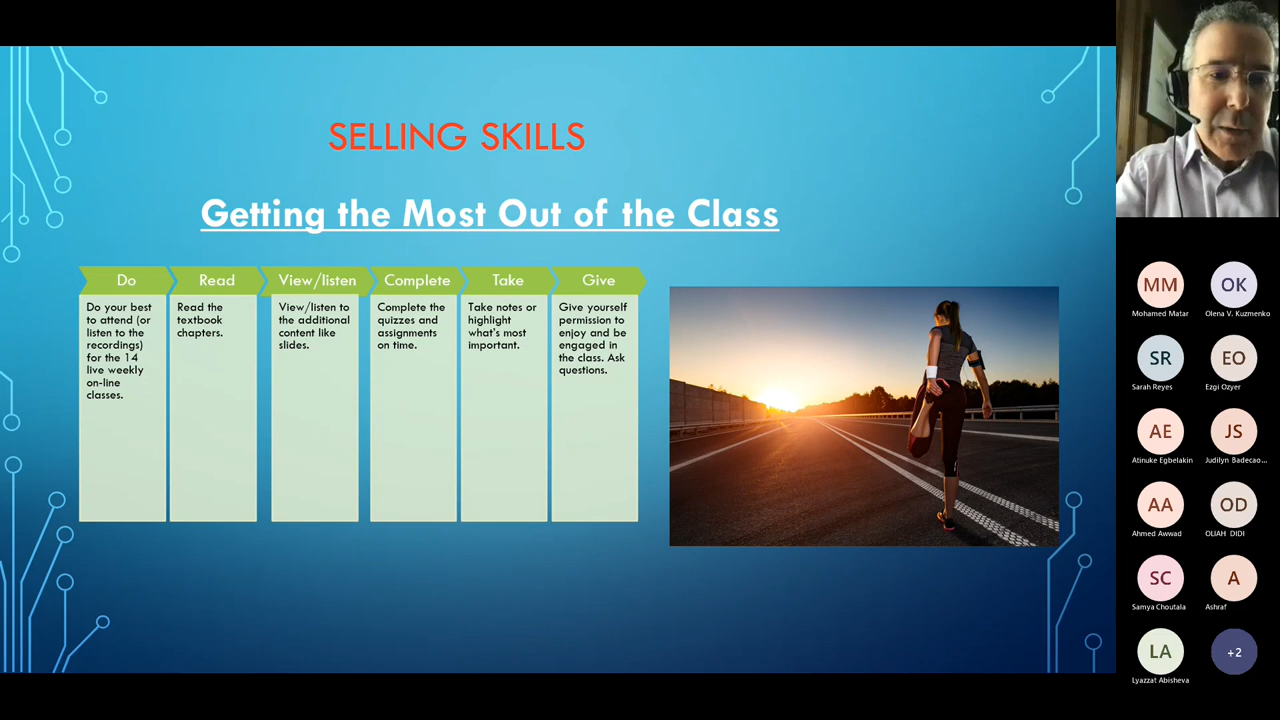 SELLING SKILLS
Getting the Most Out of the Class
Do
Do your best
to attend (or
listen to the
recordings)
for the 14
live weekly
on-line
classes.
Read
Read the
textbook
chapters.
View/listen
View/listen to
the additional
content like
slides.
Complete
Complete the
quizzes and
assignments
on time.
Take
Take notes or
highlight
what's most
important.
Give
Give yourself
permission to
enjoy and be
engaged in
the class. Ask
questions.
MM
Mohamed Matar
OK
Olena V. Kuzmenko
SR
Sarah Reyes
EO
Ezgi Ozyer
AE
Atinuke Egbelakin
JS
Judilyn Badecao...
AA
Ahmed Awwad
OD
OLIAH DIDI
SC
Samya Choutala
A
Ashraf
LA
Lyazzat Abisheva
+2